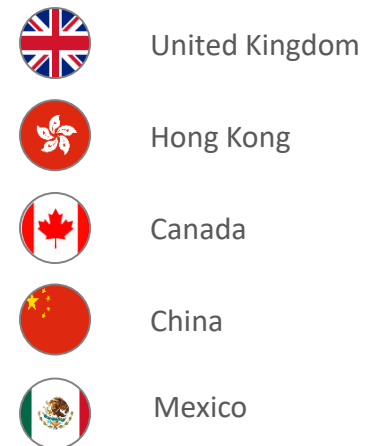 United Kingdom
Hong Kong
Canada
China
Mexico